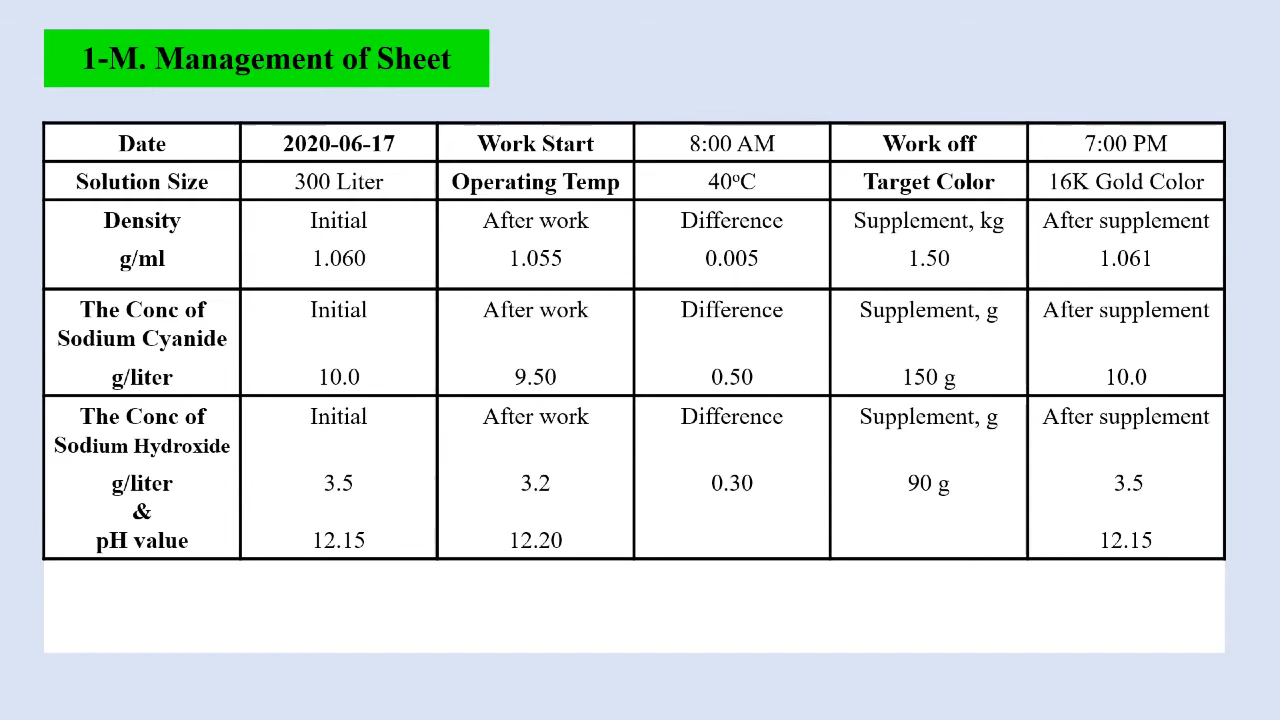 1-M. Management of Sheet
Date 2020-06-17 Work Start 8:00 AM Work off 7:00 PM
Solution Size 300 Liter Operating Temp 40ºC Target Color 16K Gold Color
Density Initial After work Difference Supplement, kg After supplement
g/ml 1.060 1.055 0.005 1.50 1.061
The Conc of Initial After work Difference Supplement, g After supplement
Sodium Cyanide
g/liter 10.0 9.50 0.50 150 g 10.0
The Conc of Initial After work Difference Supplement, g After supplement
Sodium Hydroxide
g/liter 3.5 3.2 0.30 90 g 3.5
&
pH value 12.15 12.20 12.15